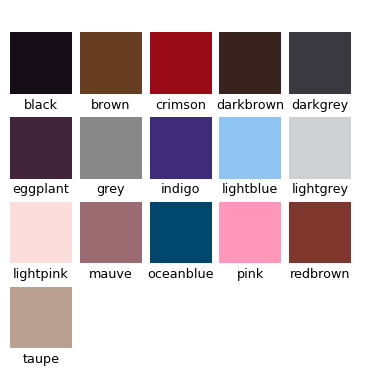 black brown crimson darkbrown darkgrey
eggplant grey indigo lightblue lightgrey
lightpink mauve oceanblue pink redbrown
taupe